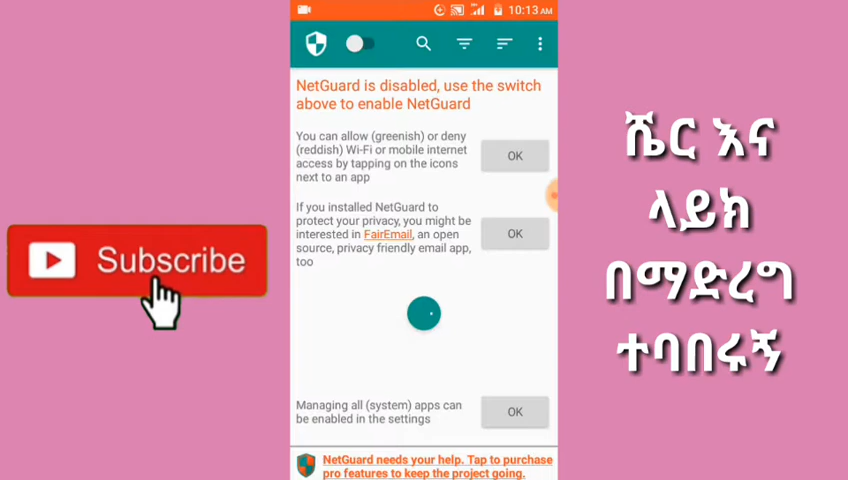 10:13 AM
NetGuard is disabled, use the switch
above to enable NetGuard
You can allow (greenish) or deny
(reddish) Wi-Fi or mobile internet
access by tapping on the icons
next to an app
OK
If you installed NetGuard to
protect your privacy, you might be
interested in FairEmail, an open
source, privacy friendly email app,
too
OK
Managing all (system) apps can
be enabled in the settings
OK
NetGuard needs your help. Tap to purchase
pro features to keep the project going.
Subscribe
ሼር እና
ላይክ
በማድረግ
ተባበሩኝ